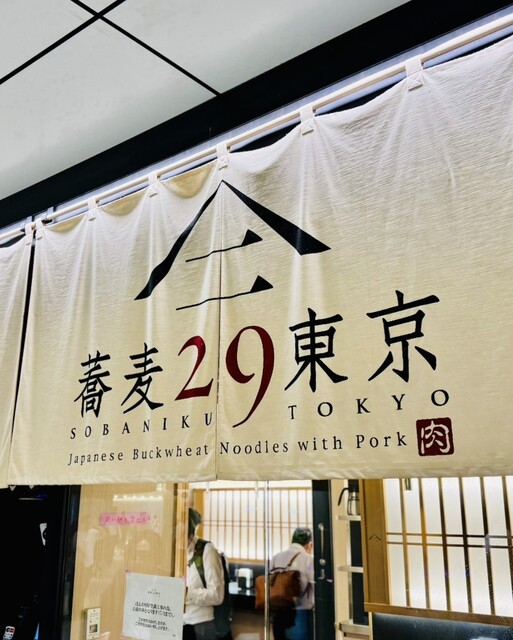 蕎麦29東京
SOBANIKU TOKYO
Japanese Buckwheat Noodles with Pork 肉